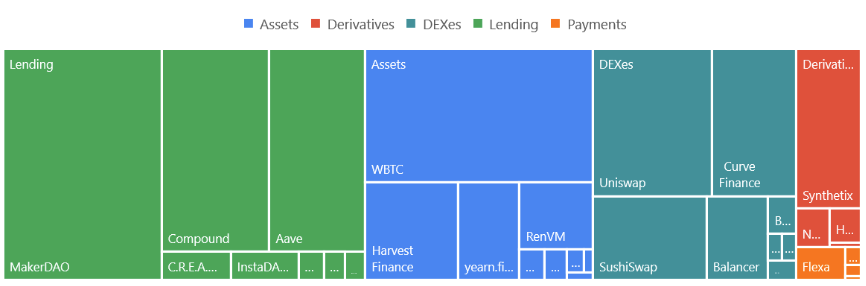 Assets Derivatives DEXes Lending Payments
Lending
MakerDAO
Compound
Aave
C.R.E.A....
InstaDA...
...
...
...
Assets
WBTC
Harvest
Finance
yearn.fi...
RenVM
...
...
...
DEXes
Uniswap
Curve
Finance
SushiSwap
Balancer
B...
...
...
...
Derivati...
Synthetix
N...
H...
Flexa
...